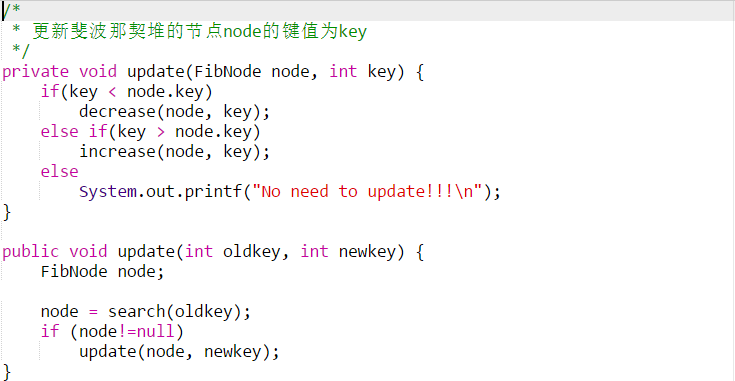 /*
 * 更新斐波那契堆的节点node的键值为key
 */
private void update(FibNode node, int key) {
    if(key < node.key)
        decrease(node, key);
    else if(key > node.key)
        increase(node, key);
    else
        System.out.printf("No need to update!!!\n");
}

public void update(int oldkey, int newkey) {
    FibNode node;

    node = search(oldkey);
    if (node!=null)
        update(node, newkey);
}